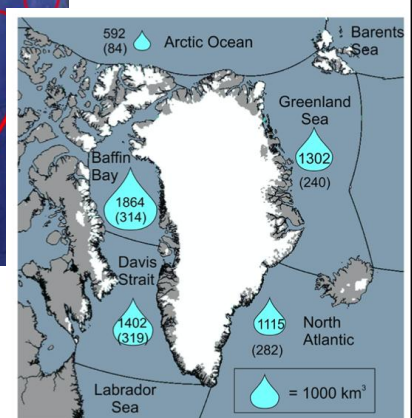 592
(84)
Arctic Ocean
Barents
Sea
Greenland
Sea
1302
(240)
Baffin
Bay
1864
(314)
Davis
Strait
1402
(319)
1115
(282)
North
Atlantic
Labrador
Sea
= 1000 km³